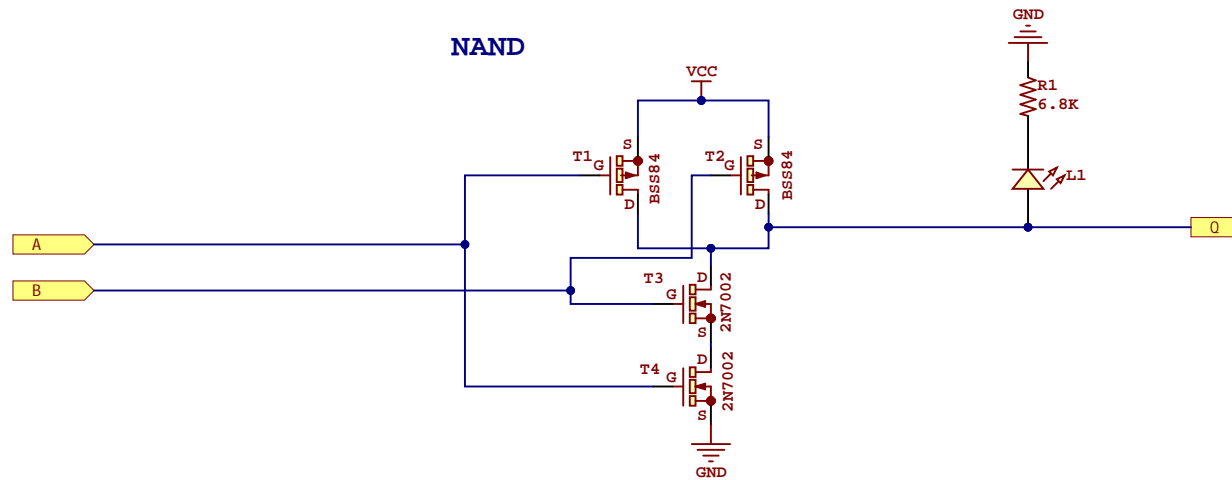 NAND
GND
R1
6.8K
L1
VCC
T1
G
S
D
BSS84
T2
G
S
D
BSS84
A
B
Q
T3
G
D
S
2N7002
T4
G
D
S
2N7002
GND